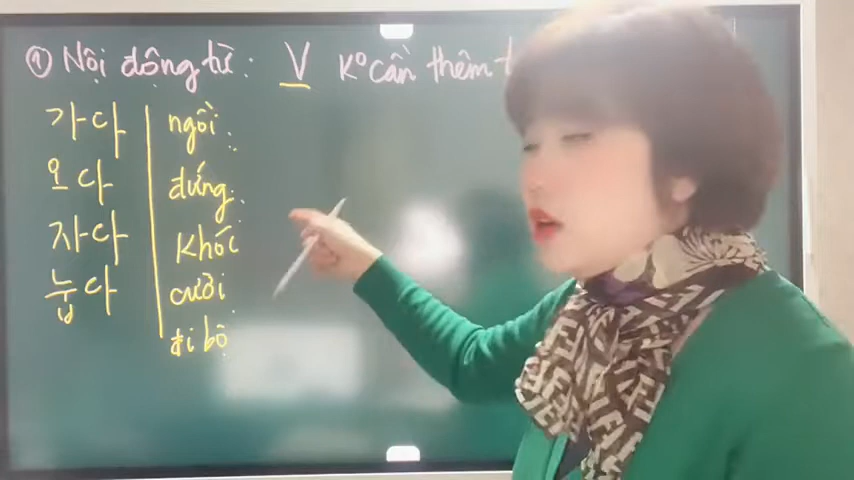 ① Nội động từ : V K° cần thêm
가다 ngồi
오다 đứng
자다 khóc
눕다 cười
đi bộ